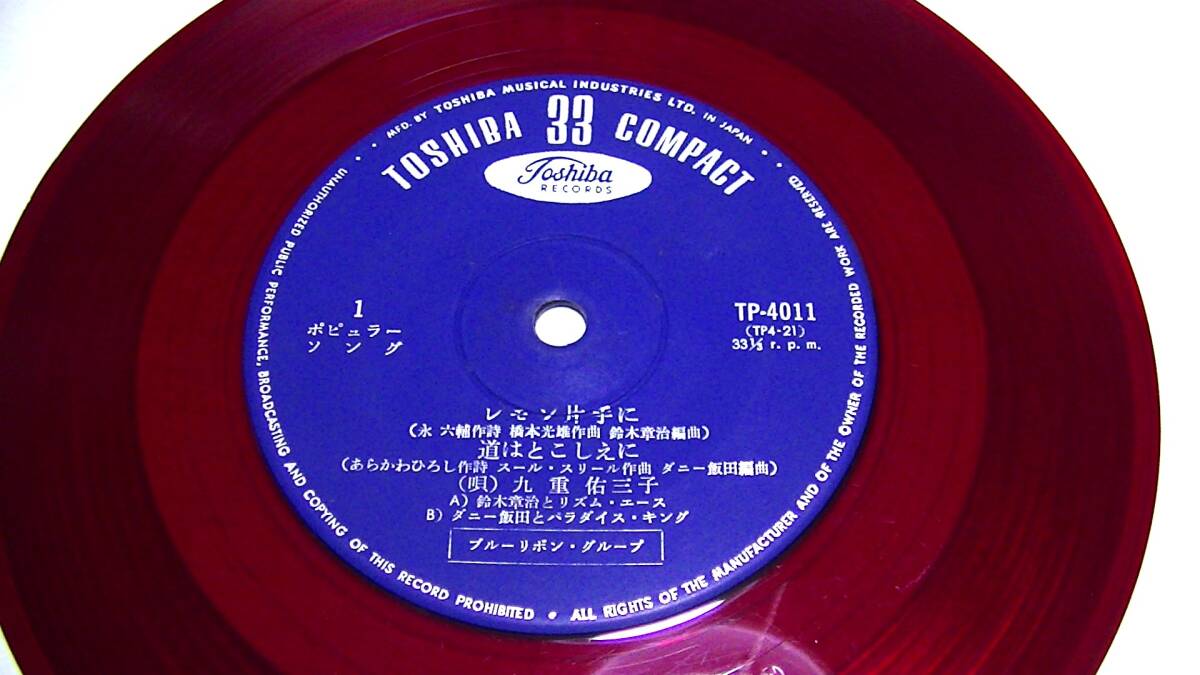 MFD. BY TOSHIBA MUSICAL INDUSTRIES LTD. IN JAPAN
TOSHIBA 33 COMPACT
Toshiba
RECORDS
1
ポピュラー
ソング
TP-4011
(TP4-21)
33⅓ r.p.m.
レモン片手に
(永 六輔作詩 橋本光雄作曲 鈴木章治編曲)
道はとこしえに
(あらかわひろし作詩 スール・スリール作曲 ダニー飯田編曲)
(唄) 九重佑三子
A) 鈴木章治とリズム・エース
B) ダニー飯田とパラダイス・キング
ブルーリボン・グループ
UNAUTHORIZED PUBLIC PERFORMANCE, BROADCASTING AND COPYING OF THIS RECORD PROHIBITED • ALL RIGHTS OF THE MANUFACTURER AND OF THE OWNER OF THE RECORDED WORK ARE RESERVED